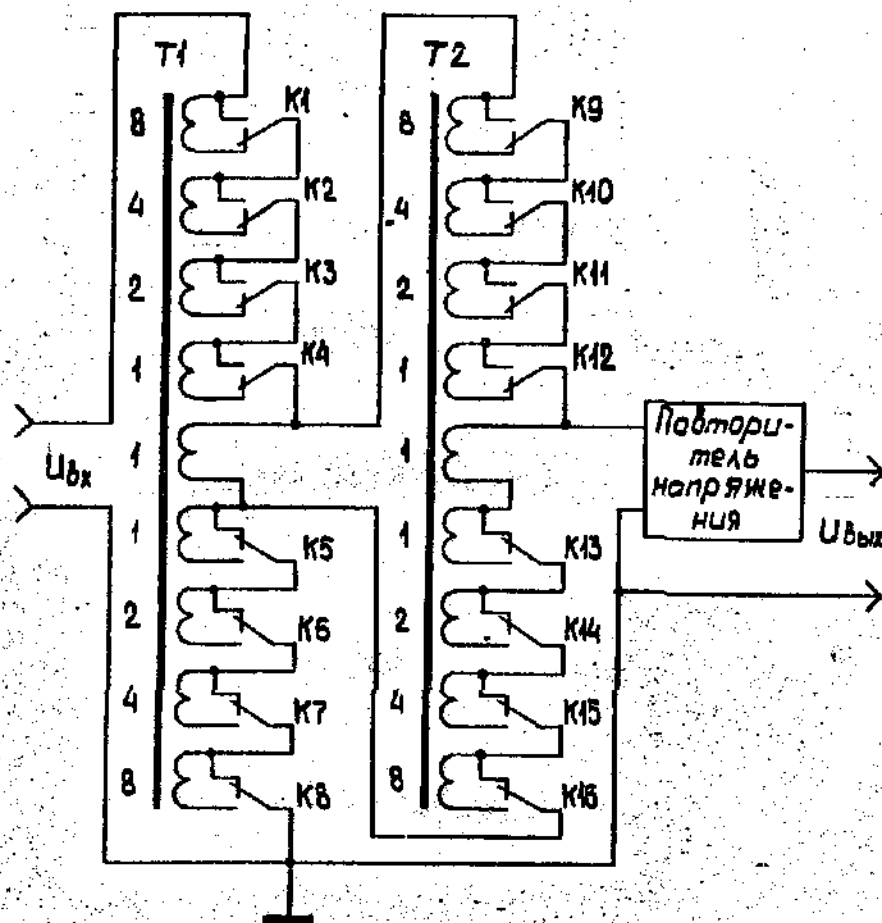 T1
T2
8
K1
4
K2
2
K3
1
K4
1
1
K5
2
K6
4
K7
8
K8
8
K9
4
K10
2
K11
1
K12
1
1
K13
2
K14
4
K15
8
K16
Uвх
Повтори-
тель
напряже-
ния
Uвых